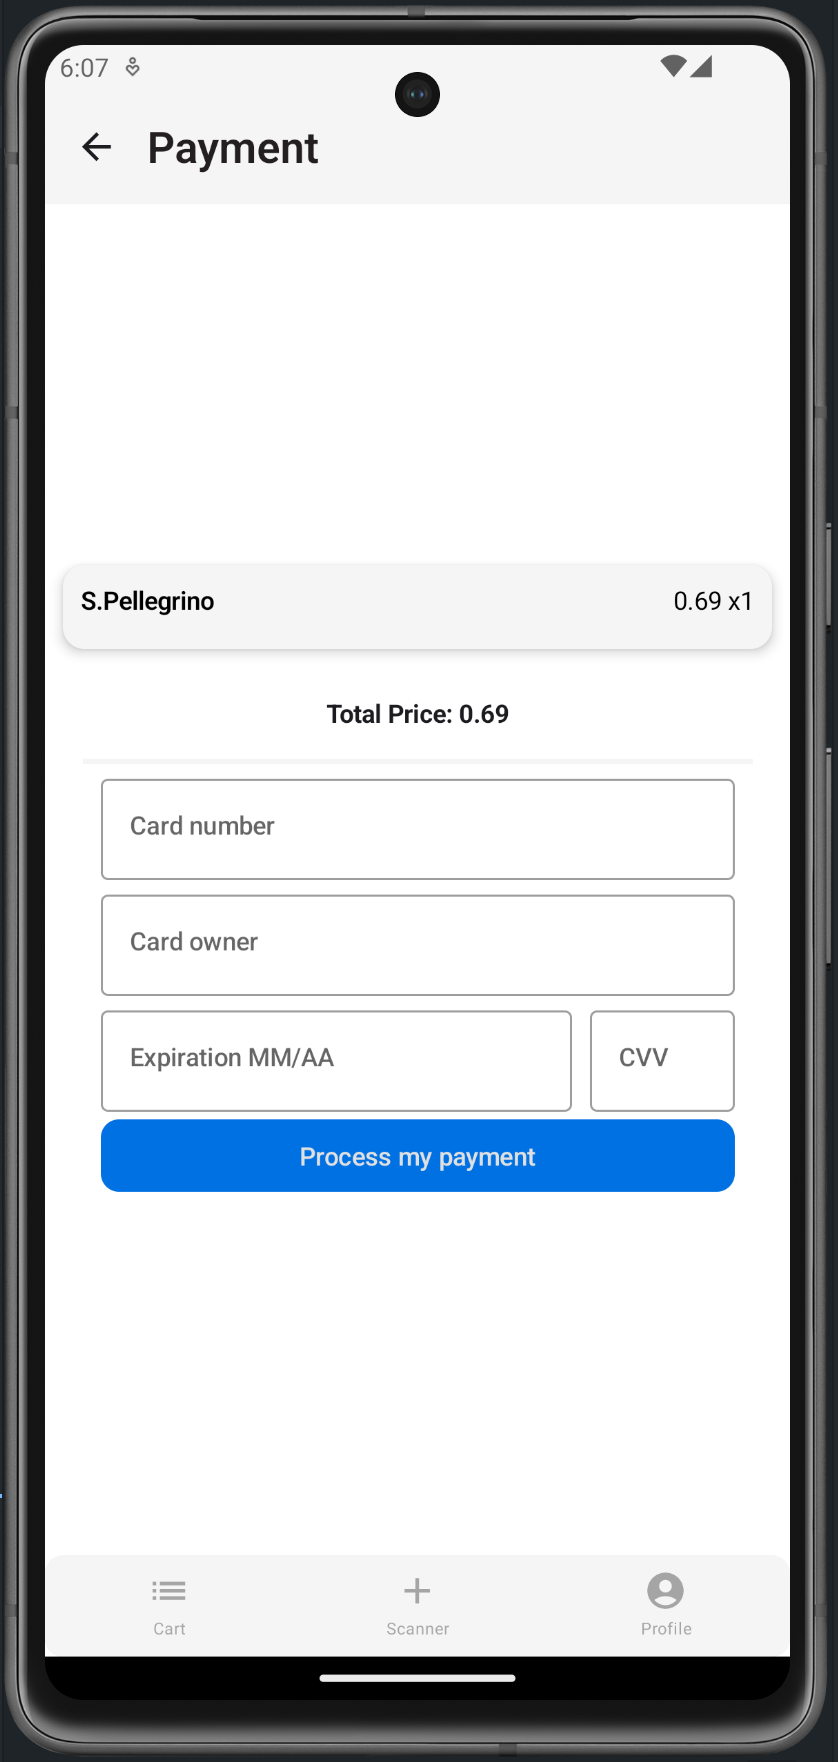 6:07
Payment
S.Pellegrino 0.69 x1
Total Price: 0.69
Card number
Card owner
Expiration MM/AA CVV
Process my payment
Cart Scanner Profile